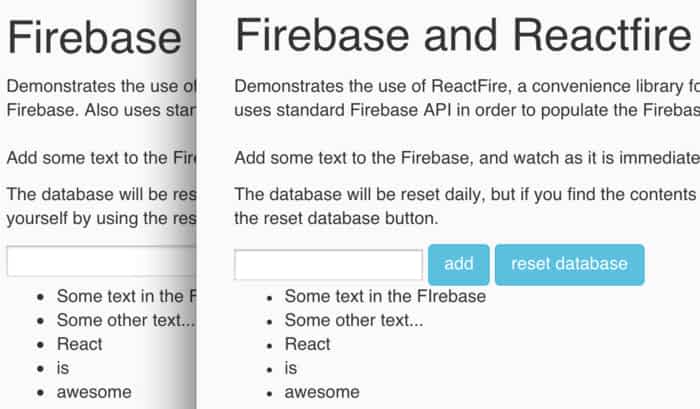 Firebase
Demonstrates the use of
Firebase. Also uses star
Add some text to the Fir
The database will be res
yourself by using the res
Some text in the F
Some other text...
React
is
awesome
Firebase and Reactfire
Demonstrates the use of ReactFire, a convenience library fo
uses standard Firebase API in order to populate the Firebas
Add some text to the Firebase, and watch as it is immediate
The database will be reset daily, but if you find the contents
the reset database button.
add reset database
Some text in the FIrebase
Some other text...
React
is
awesome